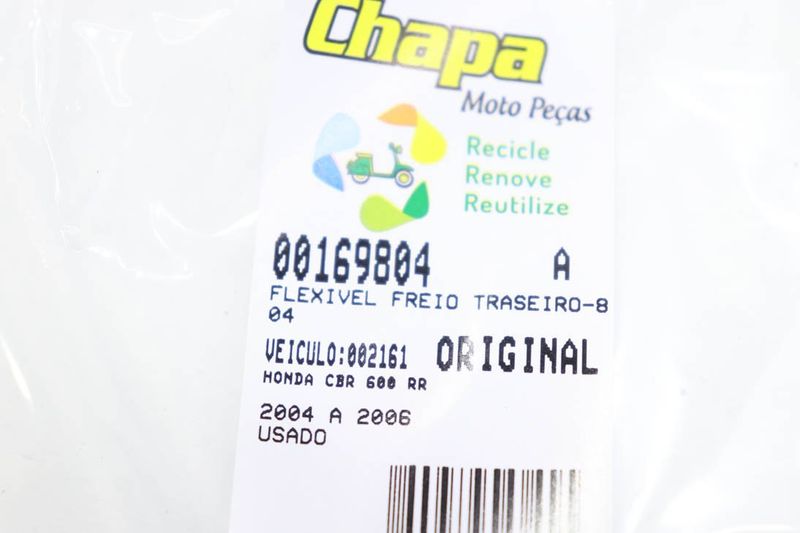 Chapa
Moto Peças
Recicle
Renove
Reutilize
00169804 A
FLEXIVEL FREIO TRASEIRO-8
04
VEICULO:002161 ORIGINAL
HONDA CBR 600 RR
2004 A 2006
USADO